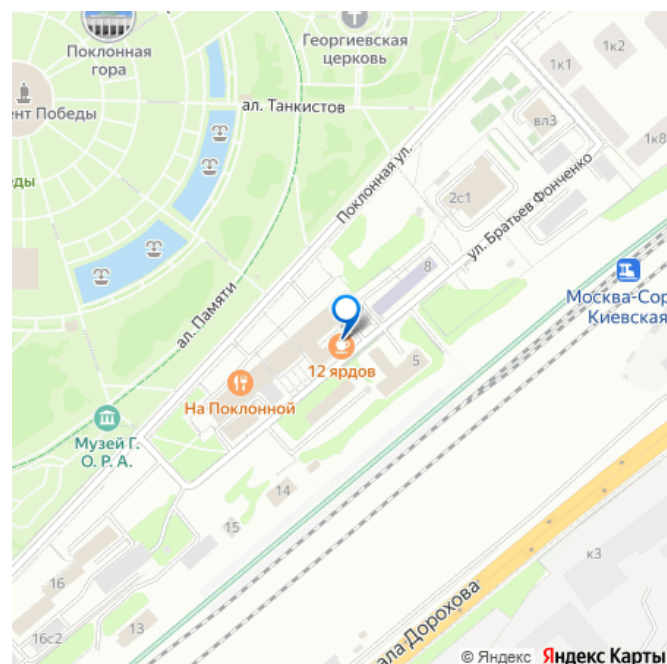 Поклонная
гора
Георгиевская
церковь
1к2
1к1
ент Победы
ал. Танкистов
вл3
1к8
Поклонная ул.
2с1
ул. Братьев Фонченко
ды
8
Москва-Сор
Киевская
ал. Памяти
12 ярдов
5
На Поклонной
Музей Г.
О. Р. А.
14
15
16
к3
13
16с2
ала Дорохова
© Яндекс Яндекс Карты